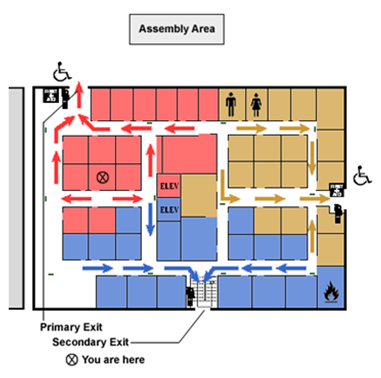 Assembly Area
ELEV
ELEV
Primary Exit
Secondary Exit
You are here